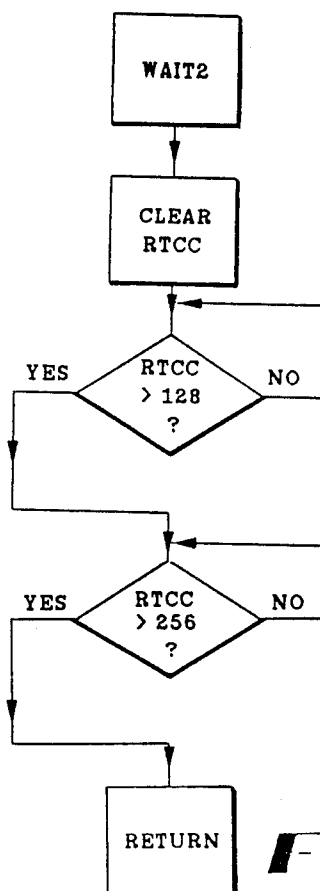 WAIT2
CLEAR
RTCC
YES
RTCC
> 128
?
NO
YES
RTCC
> 256
?
NO
RETURN